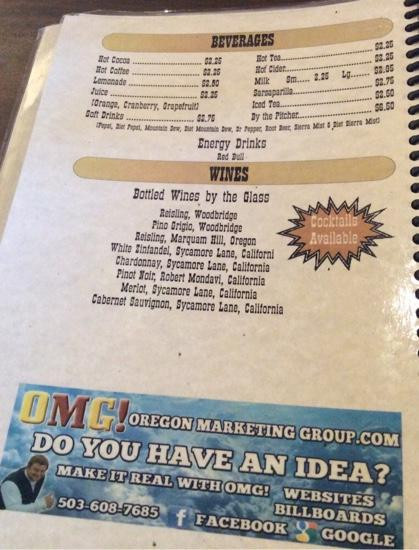 BEVERAGES
Hot Cocoa $2.25
Hot Coffee $2.25
Lemonade $2.50
Juice $2.25
(Orange, Cranberry, Grapefruit)
Soft Drinks $2.75
Hot Tea $2.25
Hot Cider $2.25
Milk Sm.... 2.25 Lg.
Sarsaparilla $2.75
Iced Tea $2.50
By the Pitcher $6.50
(Pepsi, Diet Pepsi, Mountain Dew, Diet Mountain Dew, Dr Pepper, Root Beer, Sierra Mist & Diet Sierra Mist)
Energy Drinks
Red Bull
WINES
Bottled Wines by the Glass
Reisling, Woodbridge
Pino Grigio, Woodbridge
Reisling, Marquam Hill, Oregon
White Zinfandel, Sycamore Lane, Californi
Chardonnay, Sycamore Lane, California
Pinot Noir, Robert Mondavi, California
Merlot, Sycamore Lane, California
Cabernet Sauvignon, Sycamore Lane, California
Cocktails
Available
OMG! OREGON MARKETING GROUP.COM
DO YOU HAVE AN IDEA?
MAKE IT REAL WITH OMG! WEBSITES
BILLBOARDS
503-608-7685 f FACEBOOK g GOOGLE